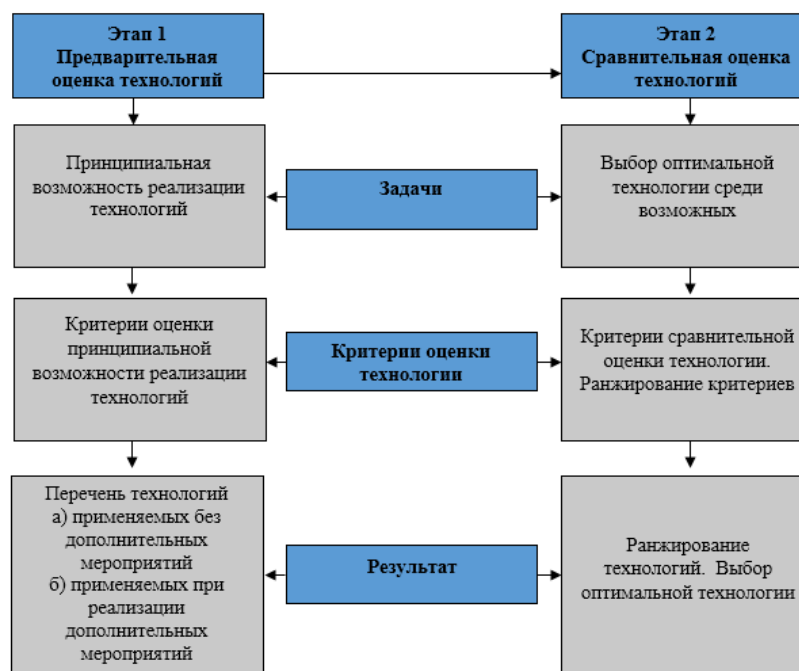 Этап 1
Предварительная
оценка технологий
Этап 2
Сравнительная оценка
технологий
Принципиальная
возможность реализации
технологий
Задачи
Выбор оптимальной
технологии среди
возможных
Критерии оценки
принципиальной
возможности реализации
технологий
Критерии оценки
технологии
Критерии сравнительной
оценки технологии.
Ранжирование критериев
Перечень технологий
а) применяемых без
дополнительных
мероприятий
б) применяемых при
реализации
дополнительных
мероприятий
Результат
Ранжирование
технологий. Выбор
оптимальной технологии